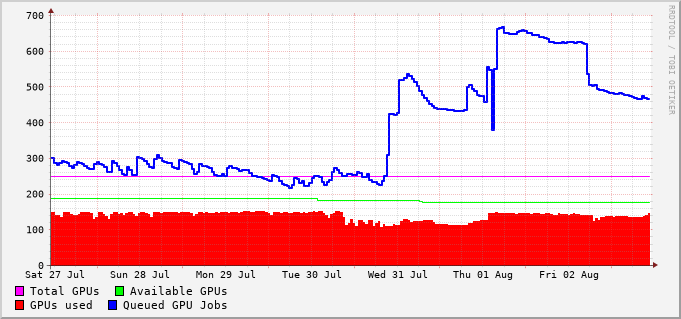 700
600
500
400
300
200
100
0
Sat 27 Jul Sun 28 Jul Mon 29 Jul Tue 30 Jul Wed 31 Jul Thu 01 Aug Fri 02 Aug
Total GPUs Available GPUs
GPUs used Queued GPU Jobs
RRDTOOL / TOBI OETIKER